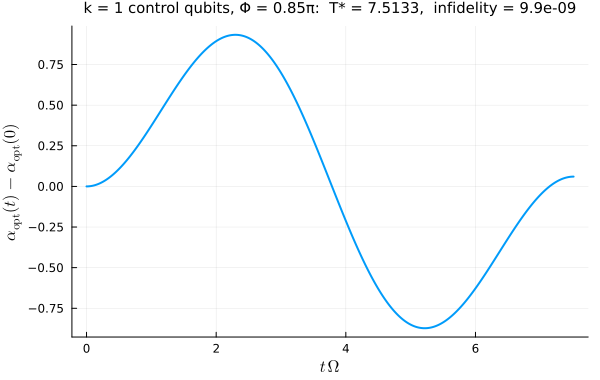 k = 1 control qubits, Φ = 0.85π:  T* = 7.5133,  infidelity = 9.9e-09
α_opt(t) − α_opt(0)
0.75
0.50
0.25
0.00
−0.25
−0.50
−0.75
0 2 4 6
t Ω